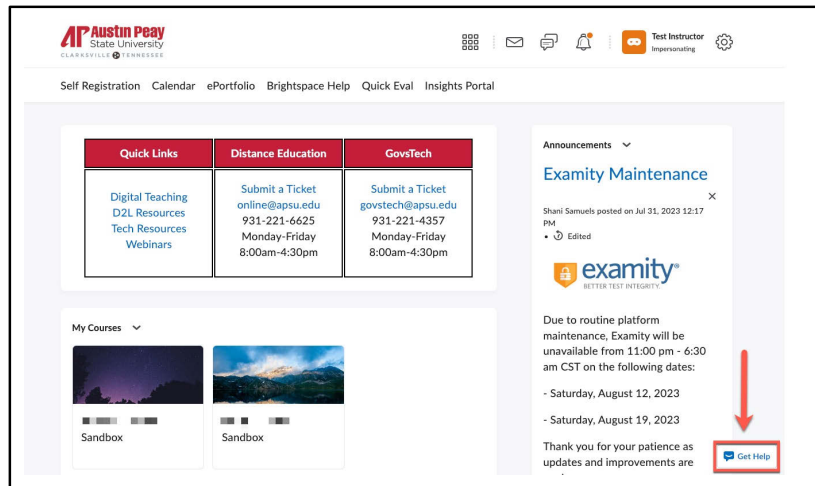 AP Austin Peay
State University
CLARKSVILLE TENNESSEE
Test Instructor
Impersonating
Self Registration Calendar ePortfolio Brightspace Help Quick Eval Insights Portal
Quick Links
Digital Teaching
D2L Resources
Tech Resources
Webinars
Distance Education
Submit a Ticket
online@apsu.edu
931-221-6625
Monday-Friday
8:00am-4:30pm
GovsTech
Submit a Ticket
govstech@apsu.edu
931-221-4357
Monday-Friday
8:00am-4:30pm
My Courses
Sandbox
Sandbox
Announcements
Examity Maintenance
Shani Samuels posted on Jul 31, 2023 12:17
PM
• Edited
examity®
BETTER TEST INTEGRITY.
Due to routine platform
maintenance, Examity will be
unavailable from 11:00 pm - 6:30
am CST on the following dates:
- Saturday, August 12, 2023
- Saturday, August 19, 2023
Thank you for your patience as
updates and improvements are
Get Help